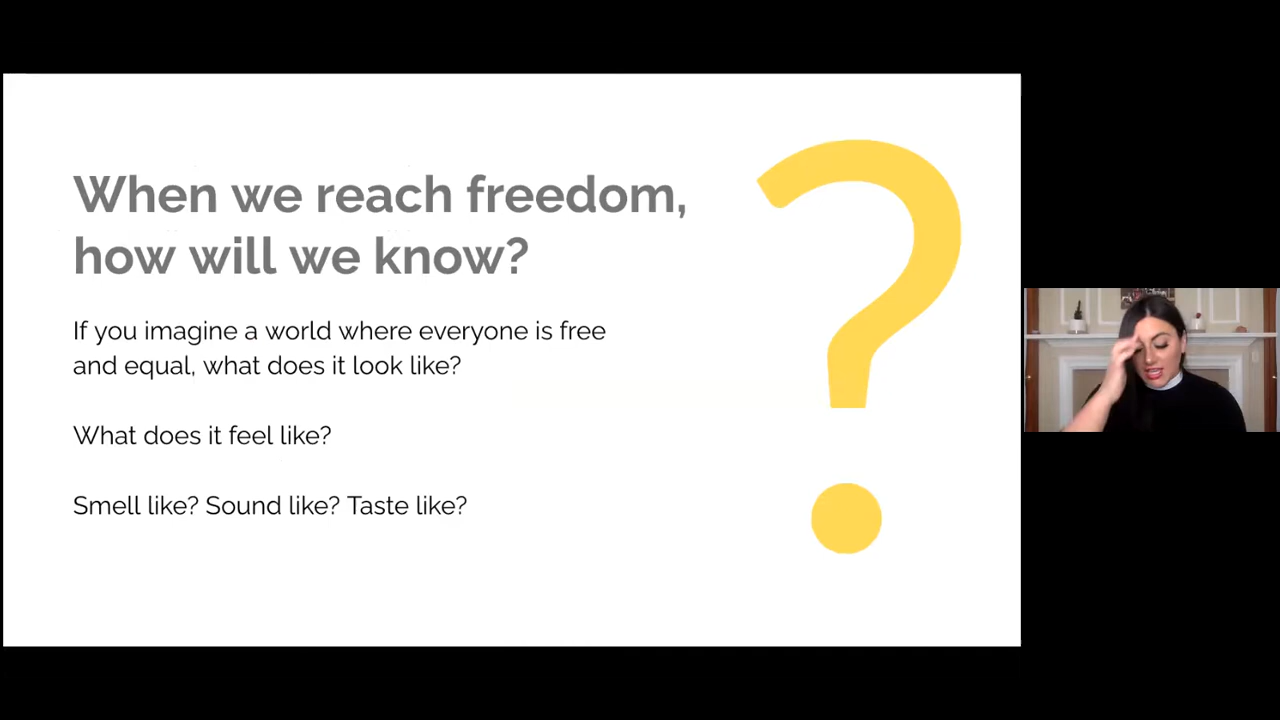 When we reach freedom,
how will we know?
If you imagine a world where everyone is free
and equal, what does it look like?
What does it feel like?
Smell like? Sound like? Taste like?
?